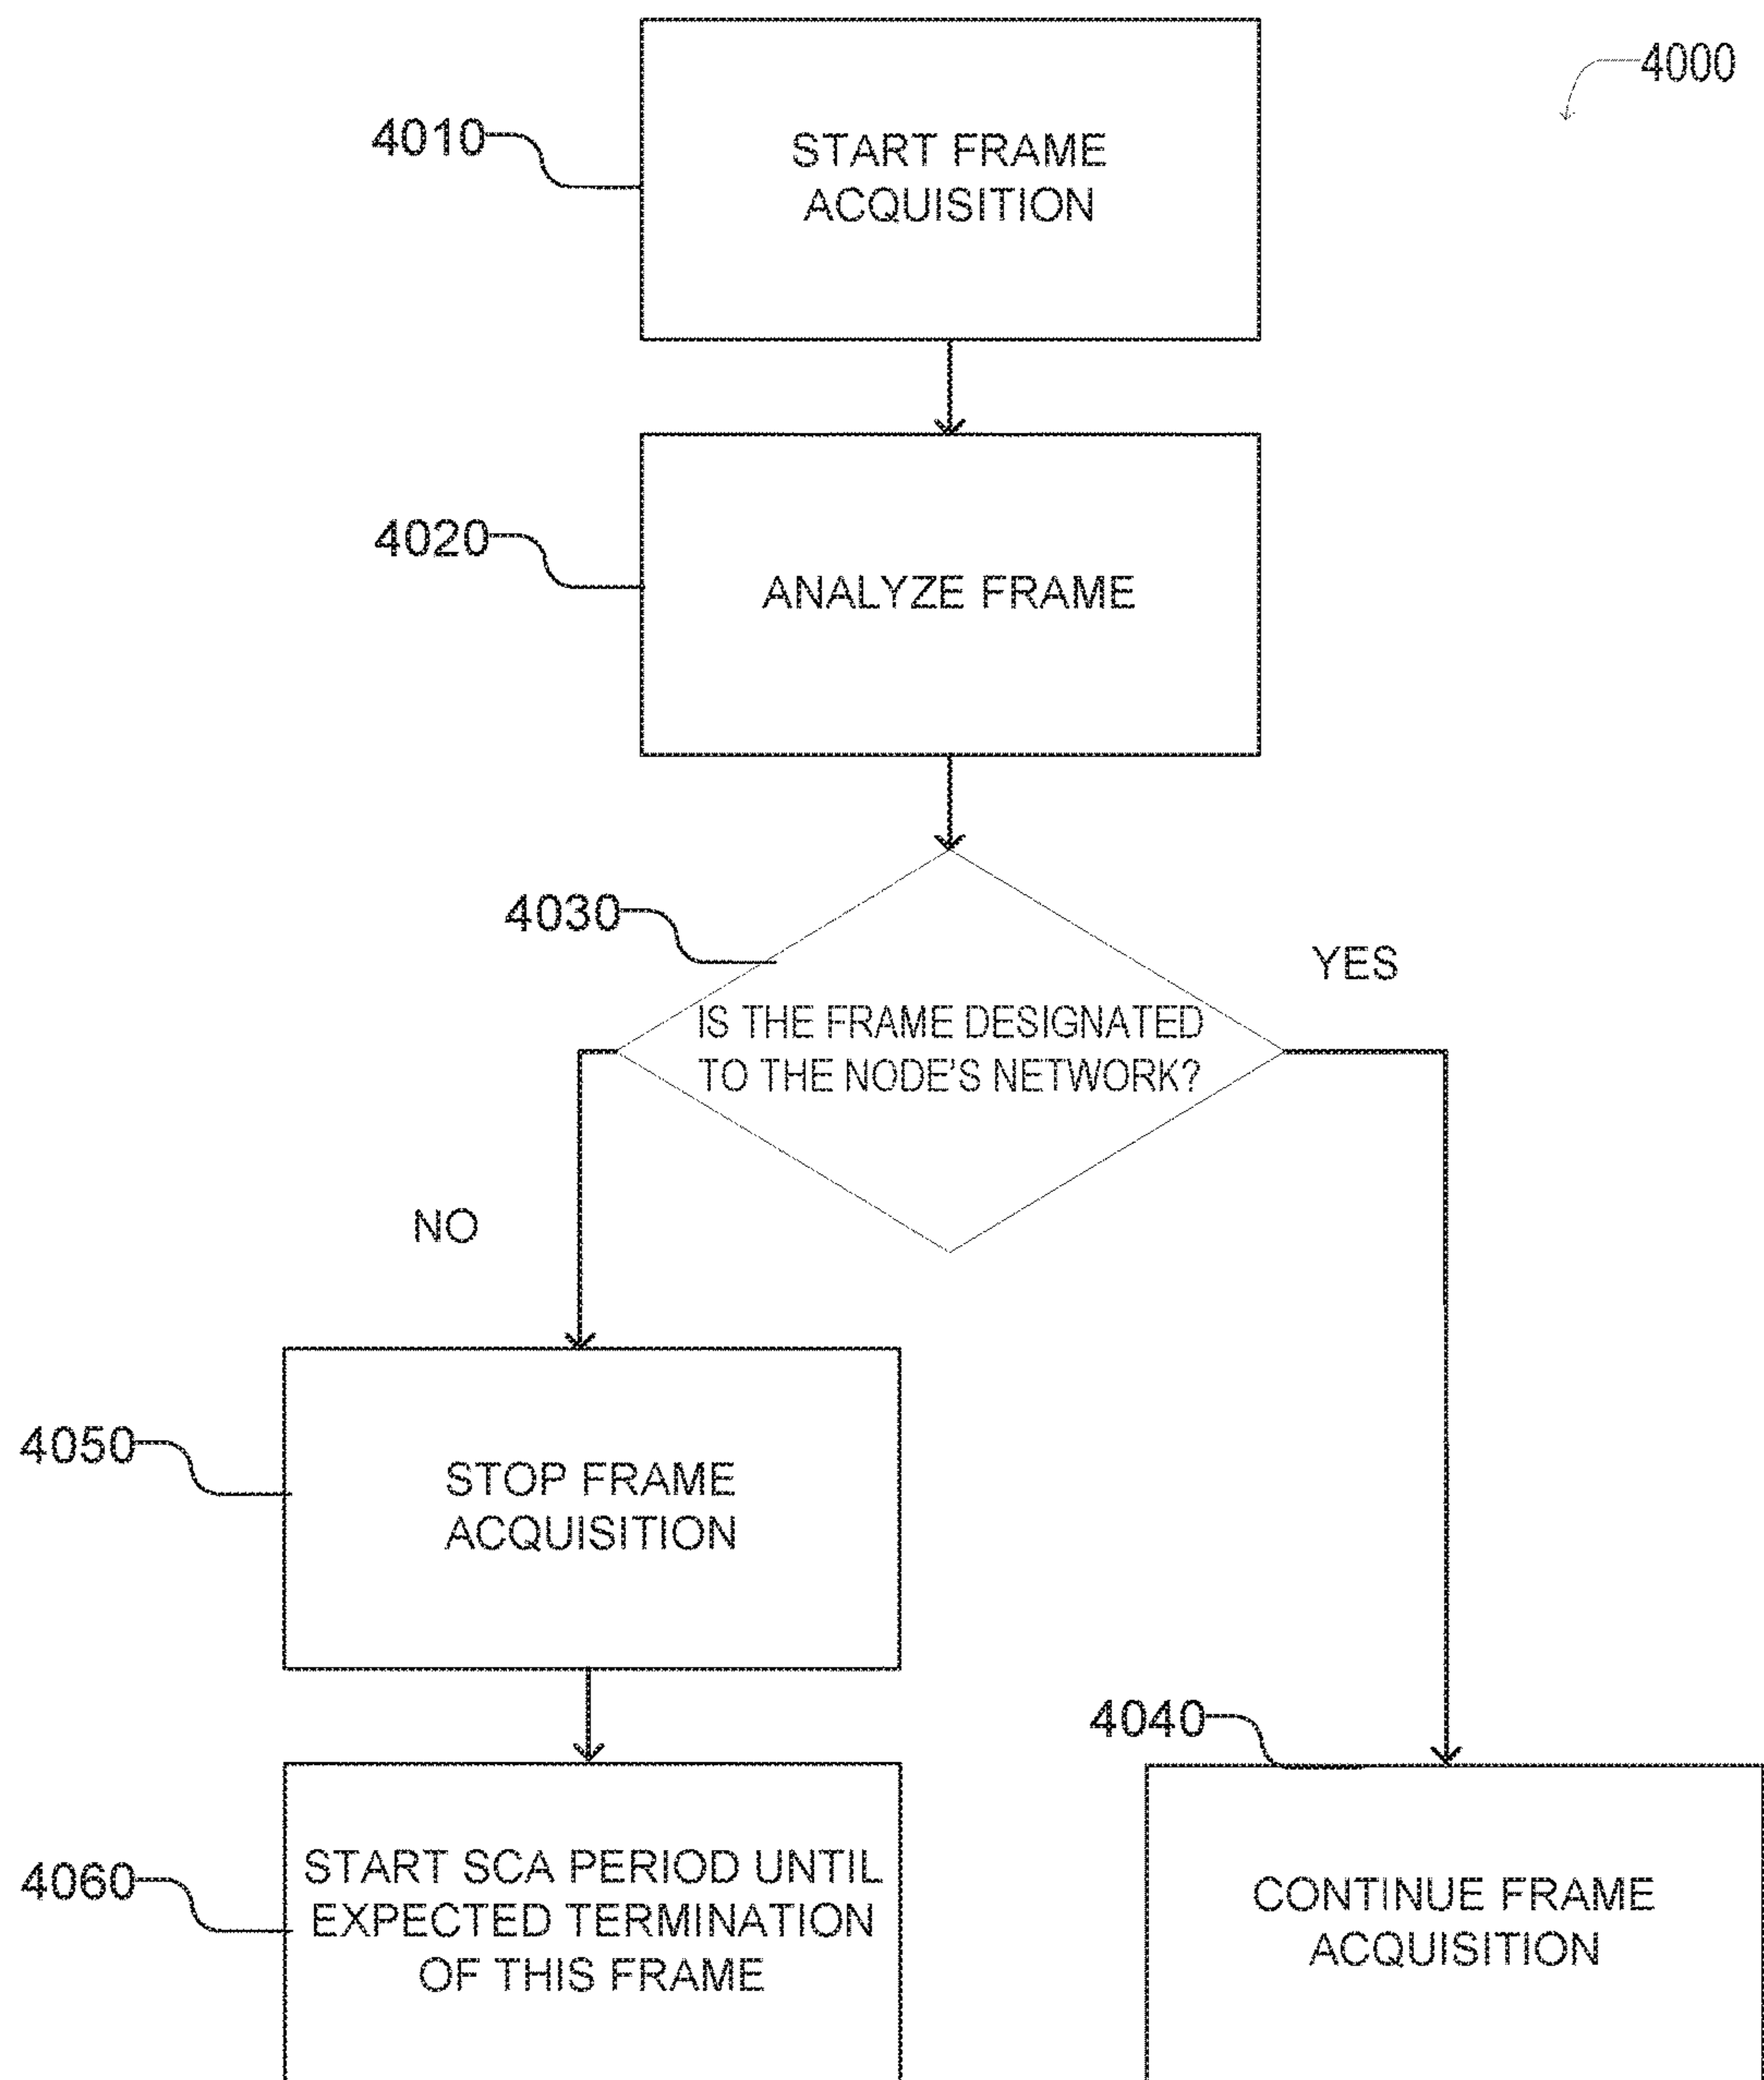 4000
4010
START FRAME
ACQUISITION
4020
ANALYZE FRAME
4030
YES
IS THE FRAME DESIGNATED
TO THE NODE'S NETWORK?
NO
4050
STOP FRAME
ACQUISITION
4040
4060
START SCA PERIOD UNTIL
EXPECTED TERMINATION
OF THIS FRAME
CONTINUE FRAME
ACQUISITION